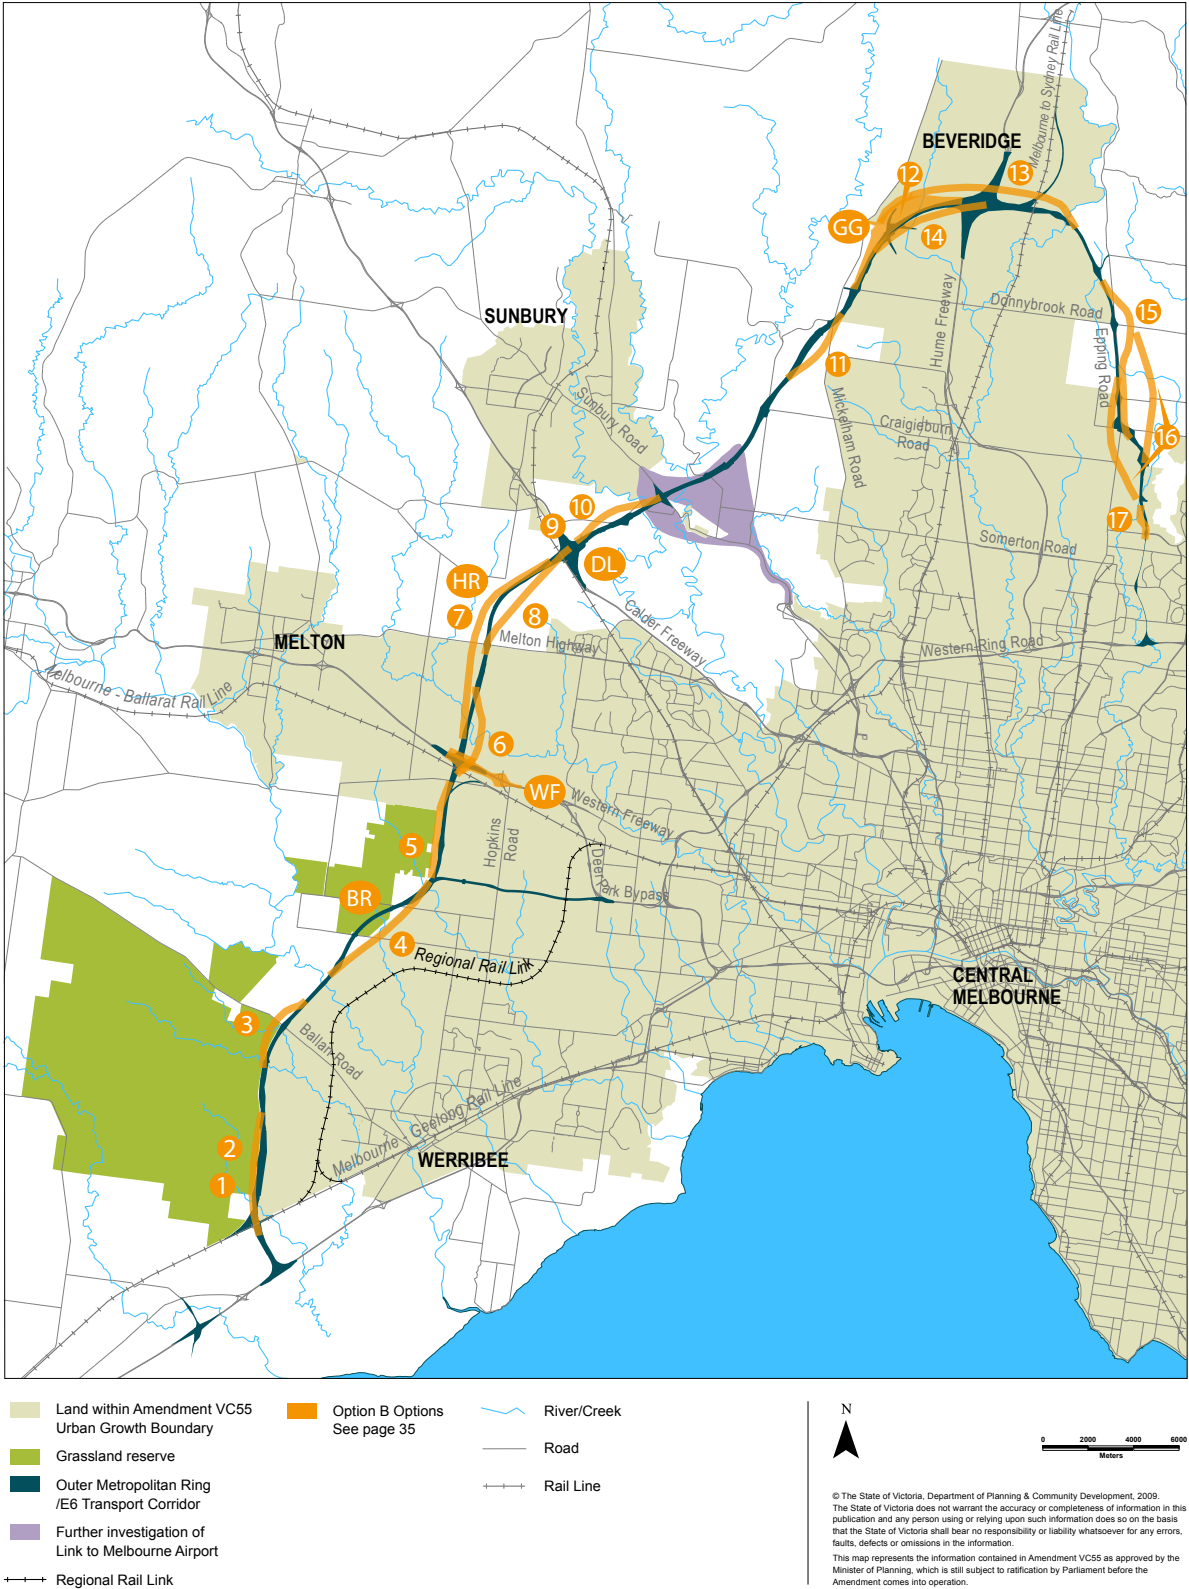 Melbourne to Sydney Rail Line
BEVERIDGE
12
13
GG
14
SUNBURY
Donnybrook Road
Hume Freeway
15
Epping Road
11
Mickelham Road
Sunbury Road
Craigieburn
Road
16
10
9
17
DL
Somerton Road
HR
7
8
Calder Freeway
MELTON
Melton Highway
Western Ring Road
Melbourne - Ballarat Rail Line
6
WF
Western Freeway
Hopkins
Road
5
Deer Park Bypass
BR
4
Regional Rail Link
CENTRAL
MELBOURNE
3
Ballan Road
Melbourne - Geelong Rail Line
2
WERRIBEE
1
Land within Amendment VC55
Urban Growth Boundary
Grassland reserve
Outer Metropolitan Ring
/E6 Transport Corridor
Further investigation of
Link to Melbourne Airport
Regional Rail Link
Option B Options
See page 35
River/Creek
Road
Rail Line
N
0 2000 4000 6000
Meters
© The State of Victoria, Department of Planning & Community Development, 2009.
The State of Victoria does not warrant the accuracy or completeness of information in this
publication and any person using or relying upon such information does so on the basis
that the State of Victoria shall bear no responsibility or liability whatsoever for any errors,
faults, defects or omissions in the information.
This map represents the information contained in Amendment VC55 as approved by the
Minister of Planning, which is still subject to ratification by Parliament before the
Amendment comes into operation.